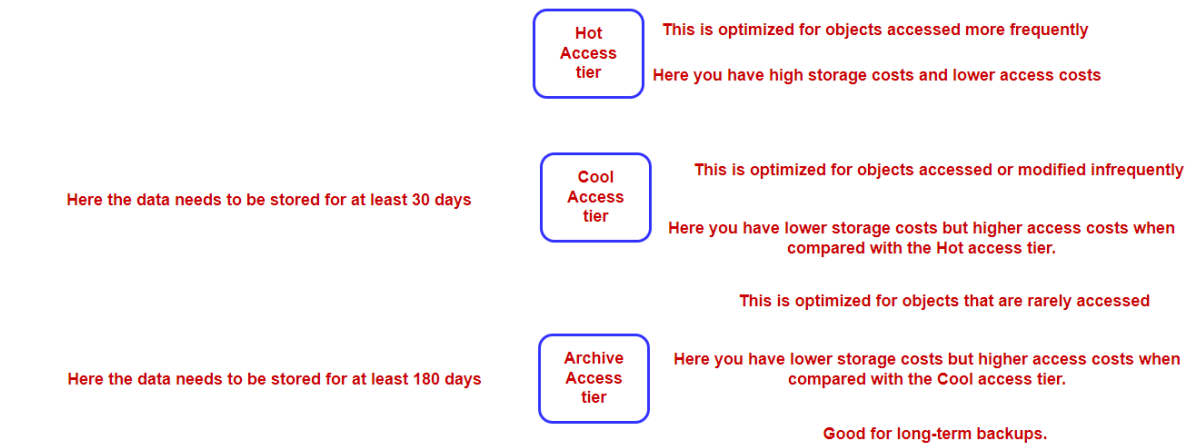 Hot
Access
tier
This is optimized for objects accessed more frequently
Here you have high storage costs and lower access costs
Here the data needs to be stored for at least 30 days
Cool
Access
tier
This is optimized for objects accessed or modified infrequently
Here you have lower storage costs but higher access costs when
compared with the Hot access tier.
Here the data needs to be stored for at least 180 days
Archive
Access
tier
This is optimized for objects that are rarely accessed
Here you have lower storage costs but higher access costs when
compared with the Cool access tier.
Good for long-term backups.